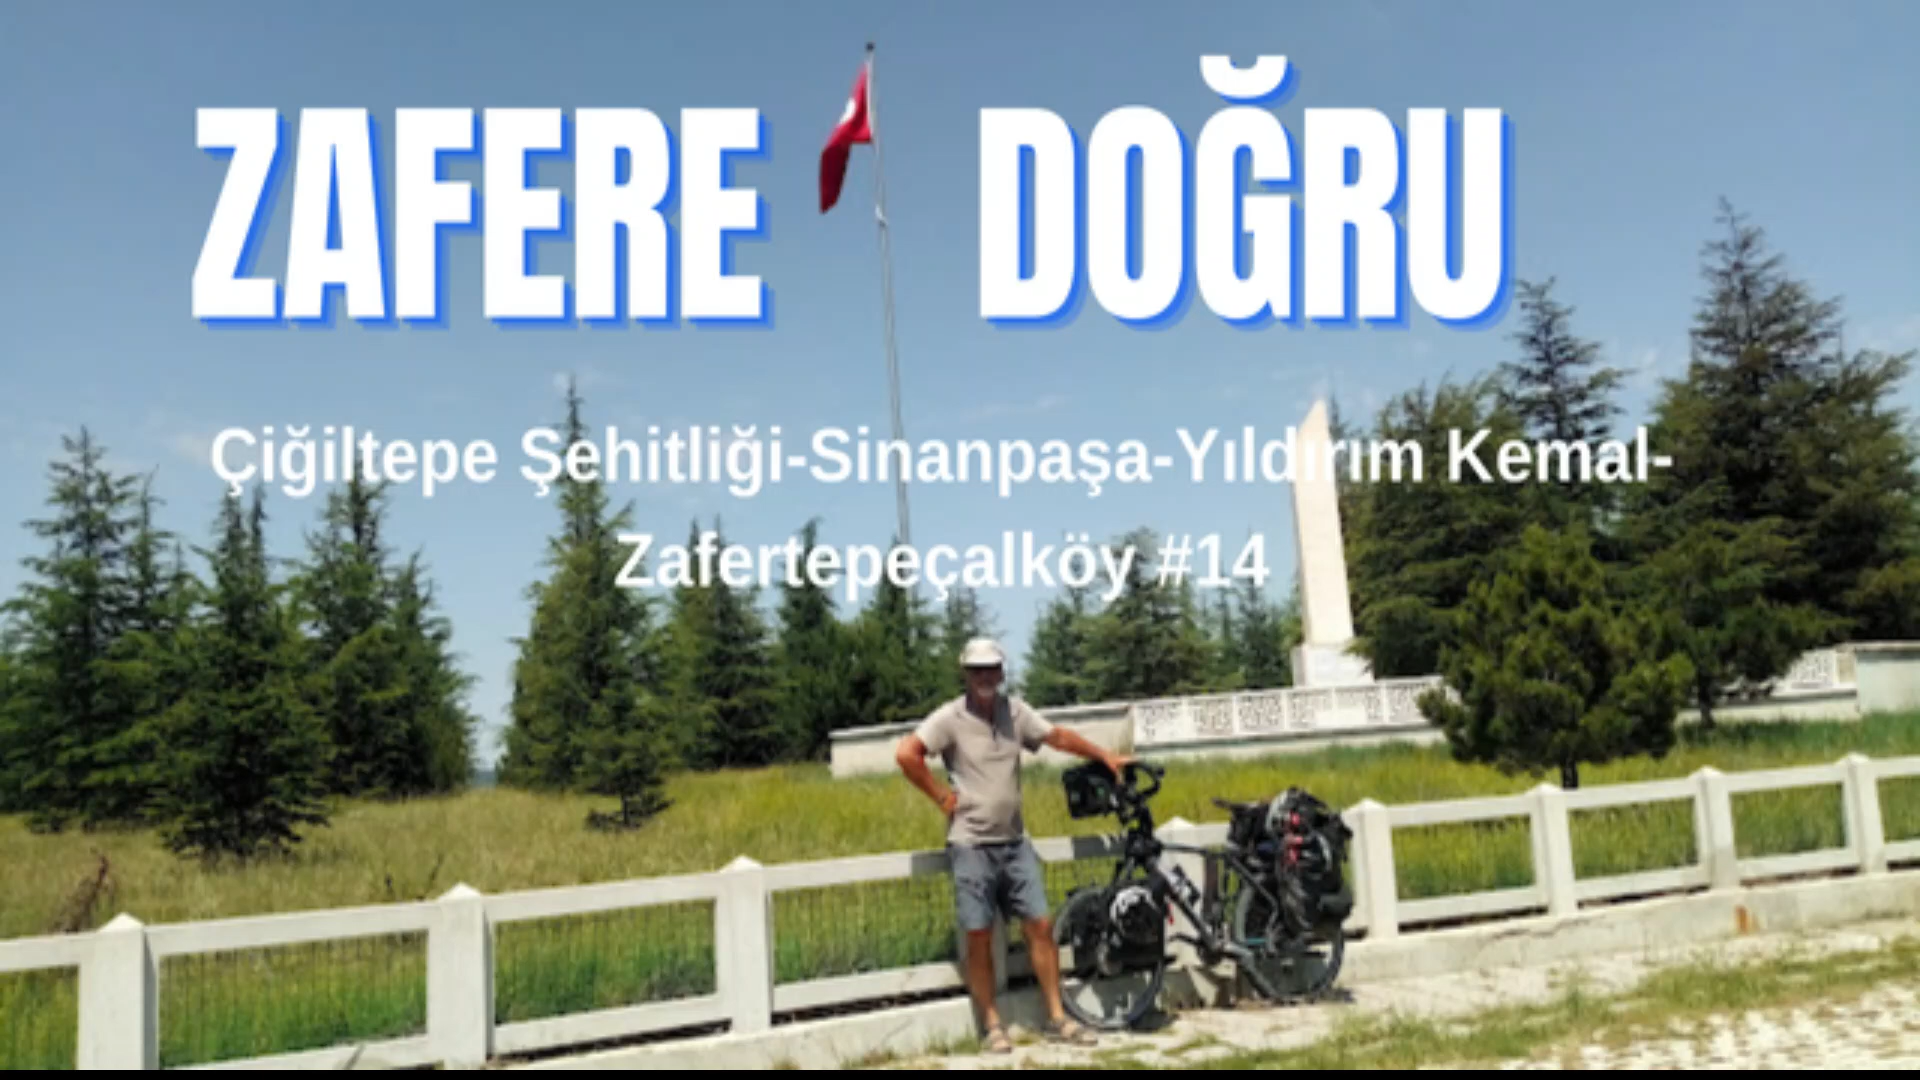 ZAFERE DOĞRU
Çiğiltepe Şehitliği-Sinanpaşa-Yıldırım Kemal-
Zafertepeçalköy #14